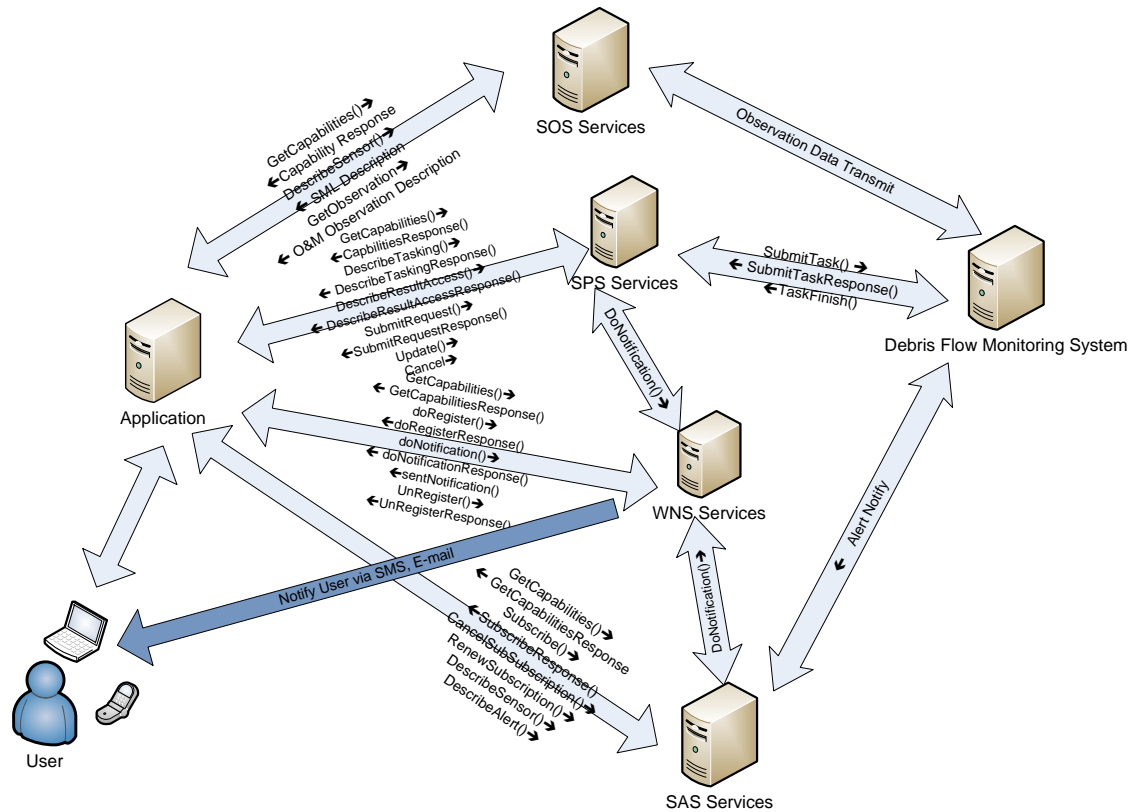 SOS Services
GetCapabilities()➔
←Capability Response
DescribeSensor()➔
← SML Description
GetObservation➔
← O&M Observation Description
Observation Data Transmit
GetCapabilities()➔
←CapbilitiesResponse()
DescribeTasking()➔
←DescribeTaskingResponse()
DescribeResultAccess()➔
←DescribeResultAccessResponse()
SubmitRequest()➔
←SubmitRequestResponse()
Update()➔
Cancel➔
SPS Services
SubmitTask()➔
← SubmitTaskResponse()
←TaskFinish()
Debris Flow Monitoring System
DoNotification()➔
Application
GetCapabilities()➔
← GetCapabilitiesResponse()
doRegister()➔
←doRegisterResponse()
doNotification()➔
← doNotificationResponse()
←sentNotification()
UnRegister()➔
←UnRegisterResponse()
WNS Services
Notify User via SMS, E-mail
← Alert Notify
DoNotification()➔
GetCapabilities()➔
← GetCapabilitiesResponse
Subscribe()➔
←SubscribeResponse()
CancelSubSubscription()➔
RenewSubscription()➔
DescribeSensor()➔
DescribeAlert()➔
User
SAS Services